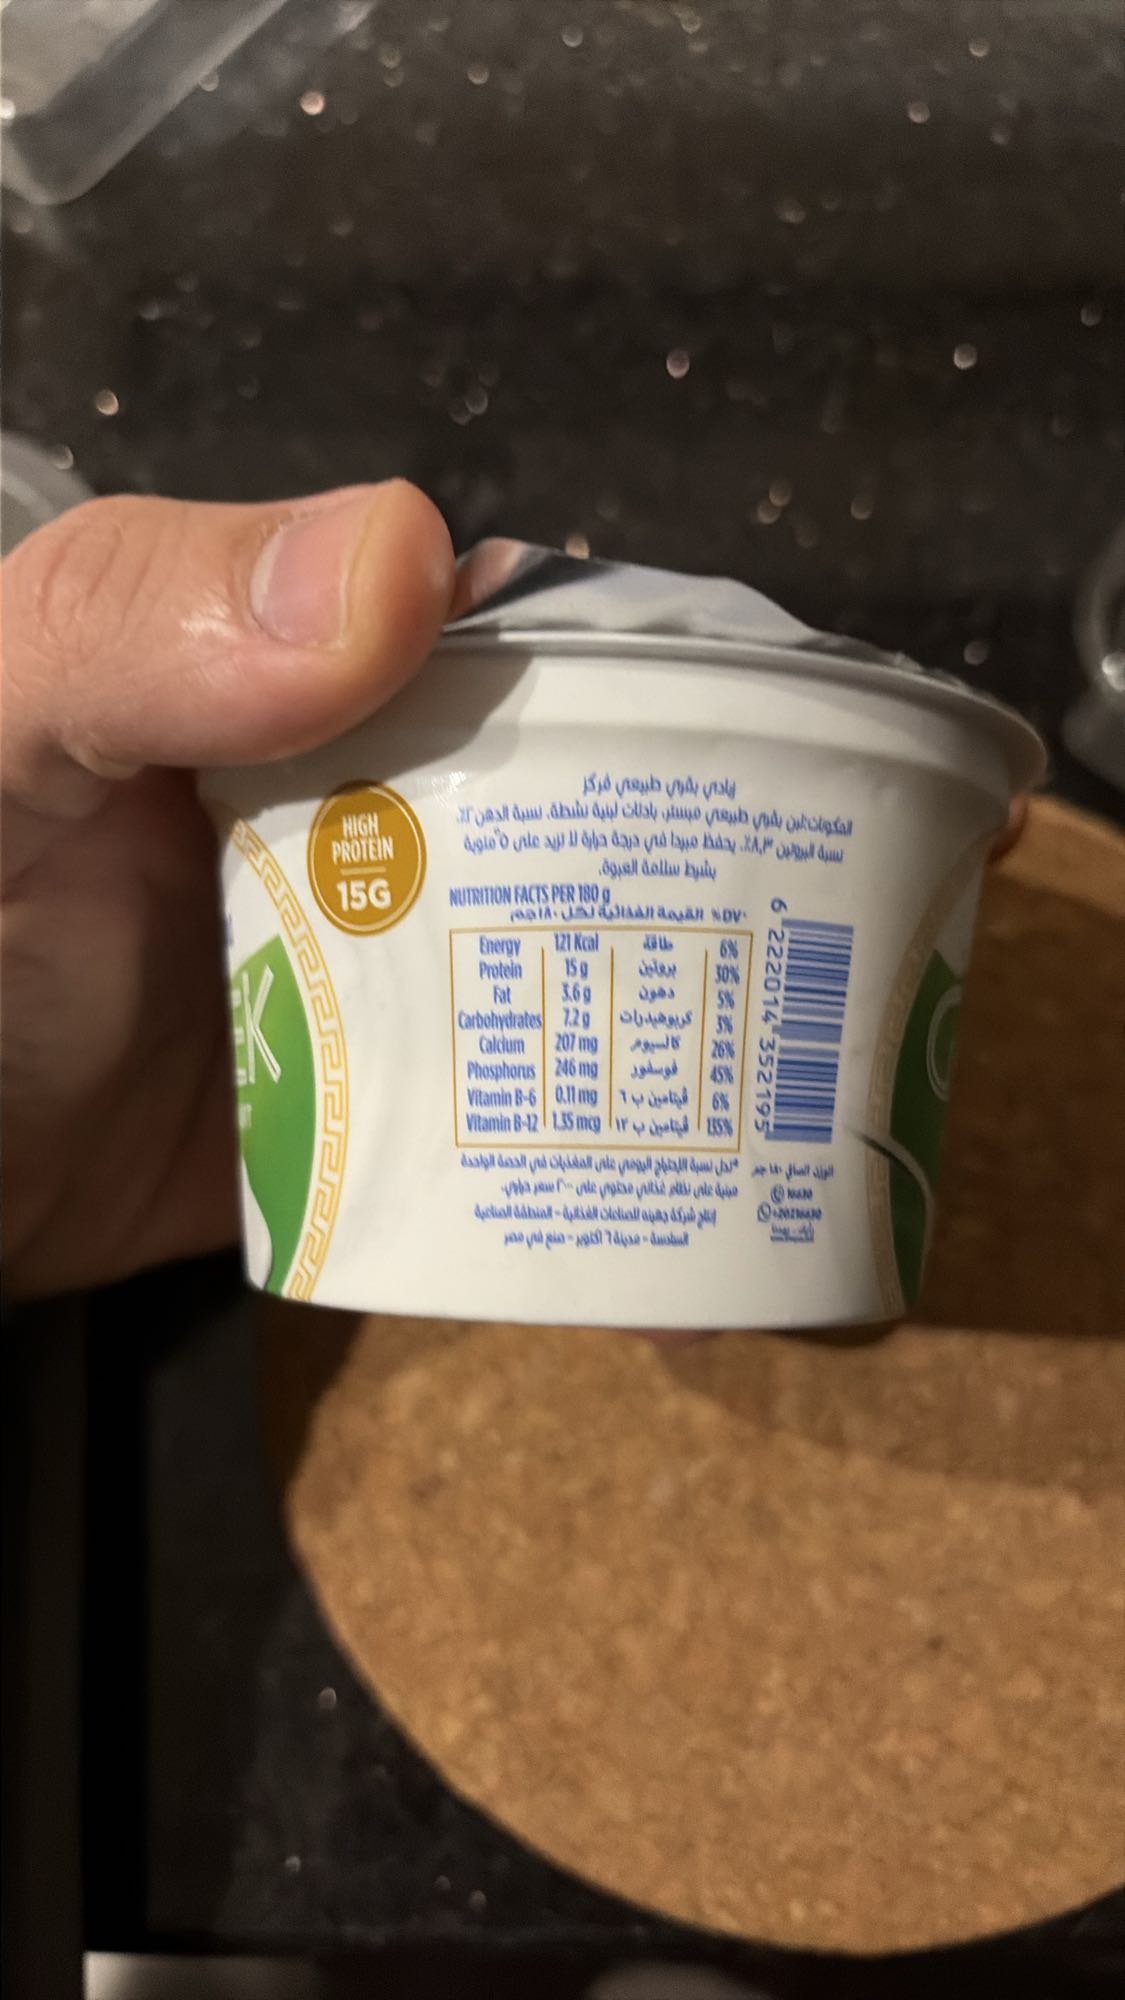 HIGH
PROTEIN
15G
EK
زبادي بقري طبيعي مُركز
المكونات: لبن بقري طبيعي مبستر، بادئات لبنية نشطة. نسبة الدهن ٢٪،
نسبة البروتين ٨,٣٪. يحفظ مبردا في درجة حرارة لا تزيد على ٥° مئوية
بشرط سلامة العبوة.
NUTRITION FACTS PER 180 g
القيمة الغذائية لكل ١٨٠ جم %DV*
Energy 121 Kcal طاقة 6%
Protein 15 g بروتين 30%
Fat 3.6 g دهون 5%
Carbohydrates 7.2 g كربوهيدرات 3%
Calcium 207 mg كالسيوم 26%
Phosphorus 246 mg فوسفور 45%
Vitamin B-6 0.11 mg ڤيتامين ب ٦ 6%
Vitamin B-12 1.35 mcg ڤيتامين ب ١٢ 135%
6 222014 352195
*تدل نسبة الاحتياج اليومي على المغذيات في الحصة الواحدة
مبنية على نظام غذائي محتوي على ٢٠٠٠ سعر حراري.
إنتاج شركة جهينه للصناعات الغذائية - المنطقة الصناعية
السادسة - مدينة ٦ أكتوبر - صنع في مصر
الوزن الصافي ١٨٠ جم
16630